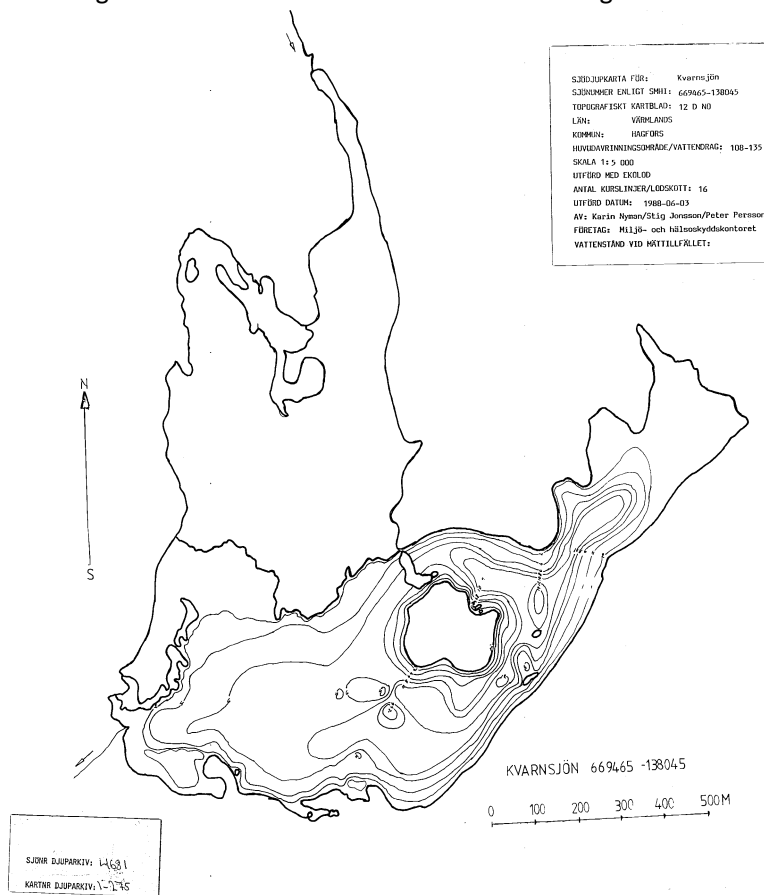 SJÖDJUPKARTA FÖR: Kvarnsjön
SJÖNUMMER ENLIGT SMHI: 669465-138045
TOPOGRAFISKT KARTBLAD: 12 D NO
LÄN: VÄRMLANDS
KOMMUN: HAGFORS
HUVUDAVRINNINGSOMRÅDE/VATTENDRAG: 108-135
SKALA 1:5 000
UTFÖRD MED EKOLOD
ANTAL KURSLINJER/LODSKOTT: 16
UTFÖRD DATUM: 1988-06-03
AV: Karin Nyman/Stig Jonsson/Peter Persson
FÖRETAG: Miljö- och hälsoskyddskontoret
VATTENSTÅND VID MÄTTILLFÄLLET:
N
S
KVARNSJÖN 669465 -138045
0 100 200 300 400 500M
SJÖNR DJUPARKIV:
KARTNR DJUPARKIV: 1-275